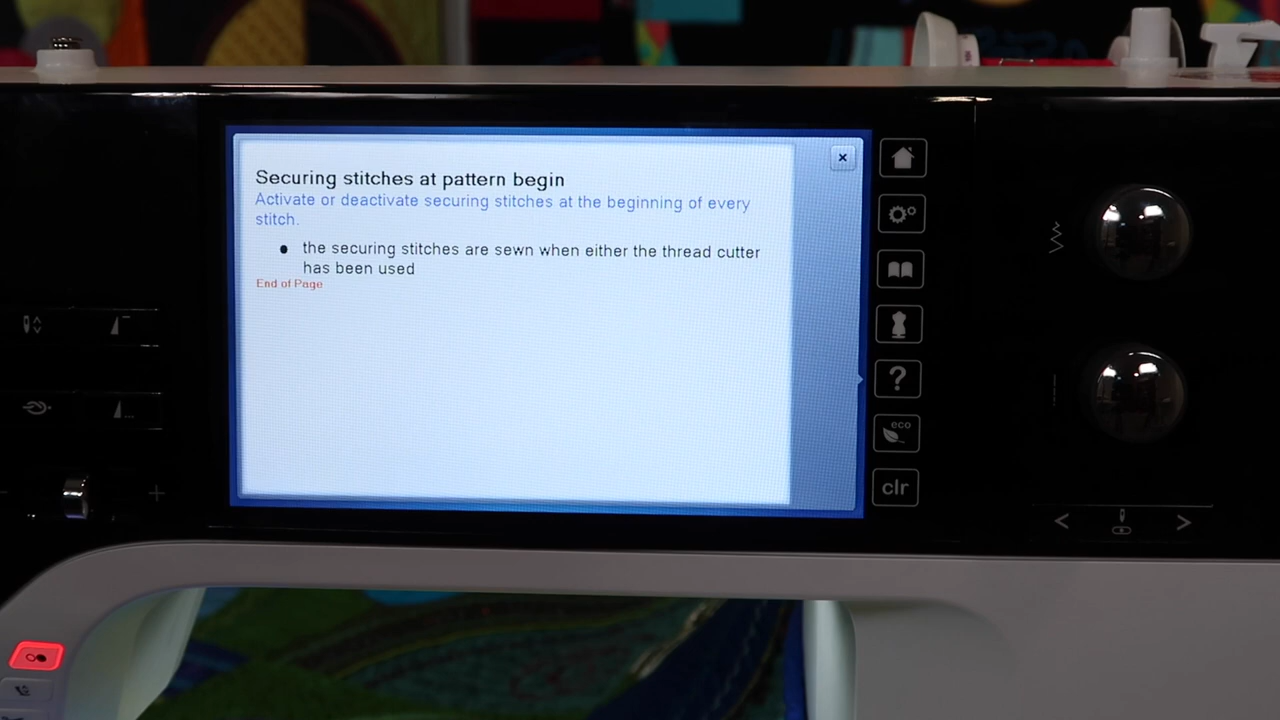 Securing stitches at pattern begin
Activate or deactivate securing stitches at the beginning of every
stitch.
the securing stitches are sewn when either the thread cutter
has been used
End of Page
?
eco
clr